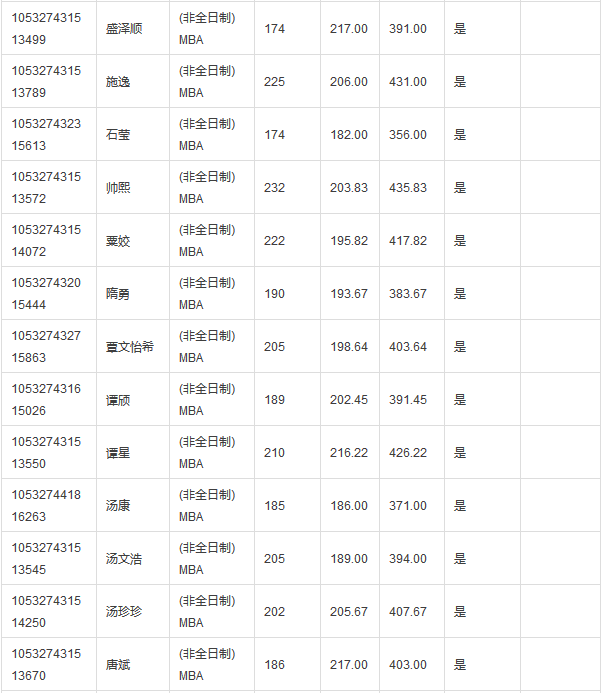 1053274315
13499
盛泽顺
(非全日制)
MBA
174
217.00
391.00
是
1053274315
13789
施逸
(非全日制)
MBA
225
206.00
431.00
是
1053274323
15613
石莹
(非全日制)
MBA
174
182.00
356.00
是
1053274315
13572
帅熙
(非全日制)
MBA
232
203.83
435.83
是
1053274315
14072
粟姣
(非全日制)
MBA
222
195.82
417.82
是
1053274320
15444
隋勇
(非全日制)
MBA
190
193.67
383.67
是
1053274327
15863
覃文怡希
(非全日制)
MBA
205
198.64
403.64
是
1053274316
15026
谭颀
(非全日制)
MBA
189
202.45
391.45
是
1053274315
13550
谭星
(非全日制)
MBA
210
216.22
426.22
是
1053274418
16263
汤康
(非全日制)
MBA
185
186.00
371.00
是
1053274315
13545
汤文浩
(非全日制)
MBA
205
189.00
394.00
是
1053274315
14250
汤珍珍
(非全日制)
MBA
202
205.67
407.67
是
1053274315
13670
唐斌
(非全日制)
MBA
186
217.00
403.00
是